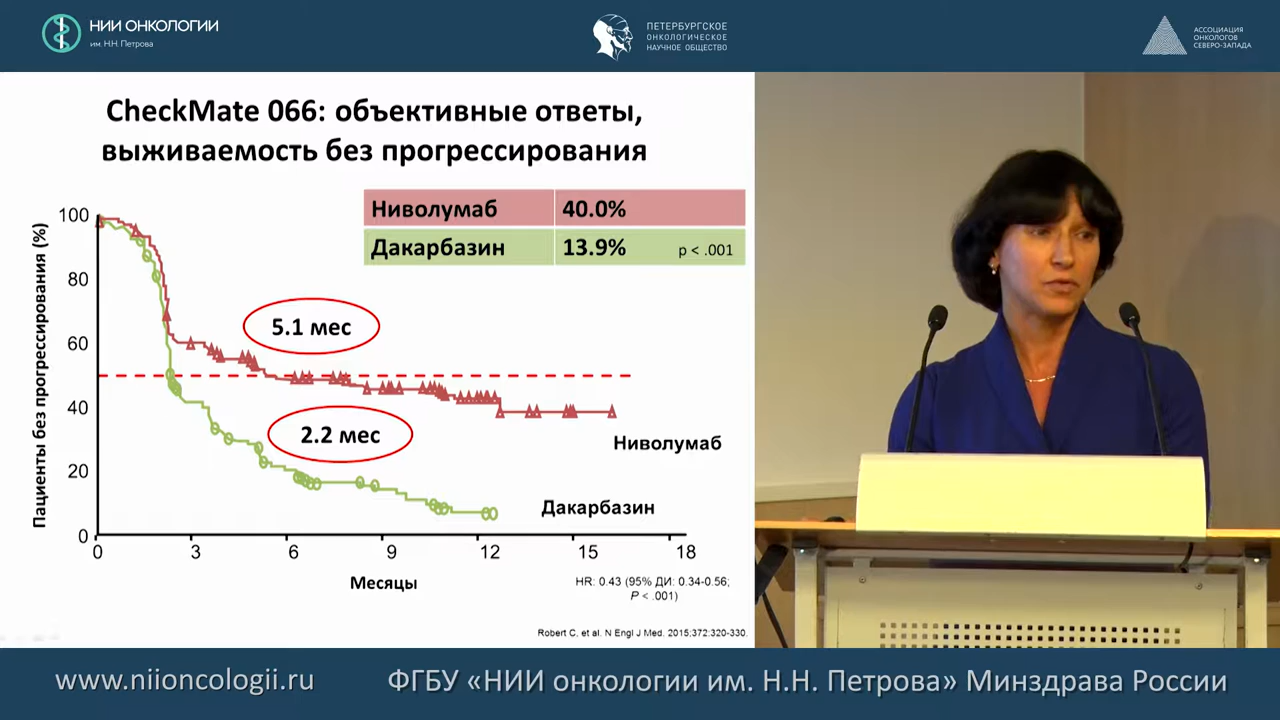 НИИ ОНКОЛОГИИ
им. Н.Н. Петрова
ПЕТЕРБУРГСКОЕ
ОНКОЛОГИЧЕСКОЕ
НАУЧНОЕ ОБЩЕСТВО
АССОЦИАЦИЯ
ОНКОЛОГОВ
СЕВЕРО-ЗАПАДА
CheckMate 066: объективные ответы,
выживаемость без прогрессирования
Ниволумаб 40.0%
Дакарбазин 13.9% p < .001
Пациенты без прогрессирования (%)
100
80
60
40
20
0
5.1 мес
2.2 мес
Ниволумаб
Дакарбазин
0 3 6 9 12 15 18
Месяцы
HR: 0.43 (95% ДИ: 0.34-0.56;
P < .001)
Robert C. et al. N Engl J Med. 2015;372:320-330.
www.niioncologii.ru
ФГБУ «НИИ онкологии им. Н.Н. Петрова» Минздрава России